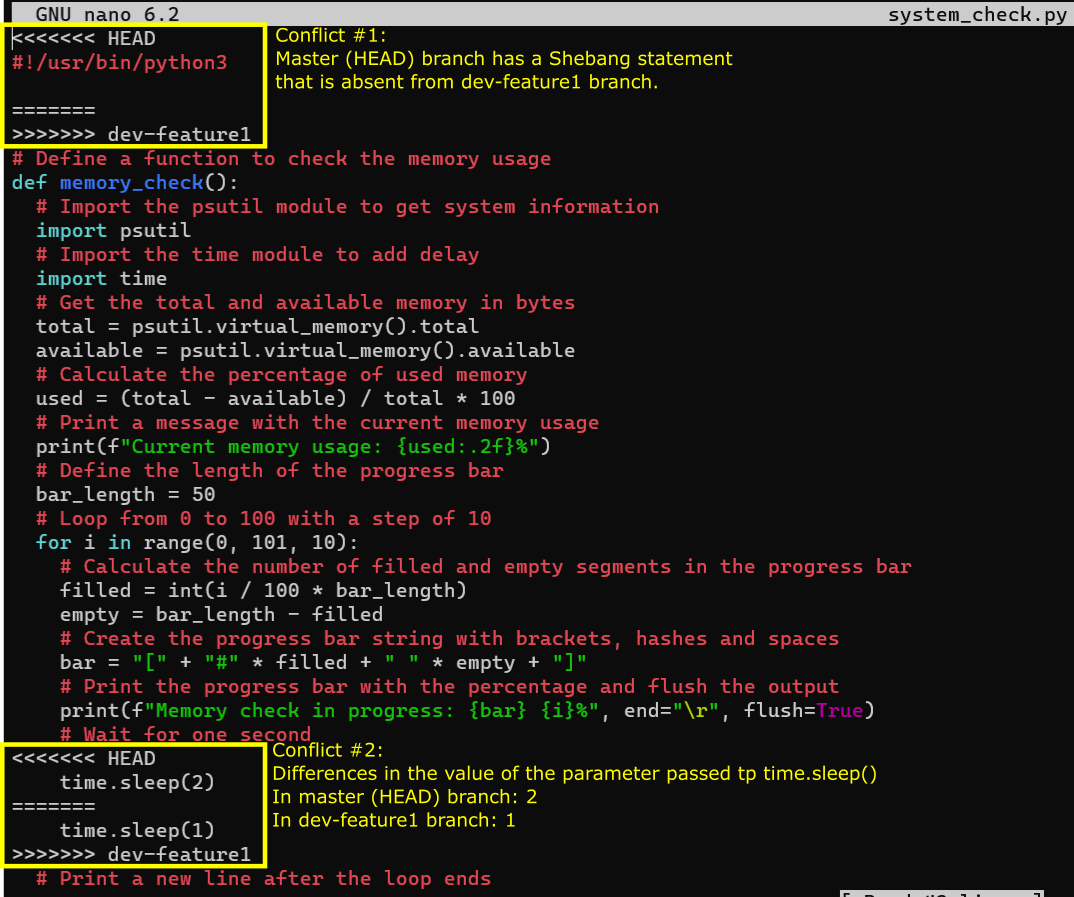 GNU nano 6.2 system_check.py
<<<<<<< HEAD
#!/usr/bin/python3
=======
>>>>>>> dev-feature1
Conflict #1:
Master (HEAD) branch has a Shebang statement
that is absent from dev-feature1 branch.
# Define a function to check the memory usage
def memory_check():
  # Import the psutil module to get system information
  import psutil
  # Import the time module to add delay
  import time
  # Get the total and available memory in bytes
  total = psutil.virtual_memory().total
  available = psutil.virtual_memory().available
  # Calculate the percentage of used memory
  used = (total - available) / total * 100
  # Print a message with the current memory usage
  print(f"Current memory usage: {used:.2f}%")
  # Define the length of the progress bar
  bar_length = 50
  # Loop from 0 to 100 with a step of 10
  for i in range(0, 101, 10):
    # Calculate the number of filled and empty segments in the progress bar
    filled = int(i / 100 * bar_length)
    empty = bar_length - filled
    # Create the progress bar string with brackets, hashes and spaces
    bar = "[" + "#" * filled + " " * empty + "]"
    # Print the progress bar with the percentage and flush the output
    print(f"Memory check in progress: {bar} {i}%", end="\r", flush=True)
    # Wait for one second
<<<<<<< HEAD
    time.sleep(2)
=======
    time.sleep(1)
>>>>>>> dev-feature1
Conflict #2:
Differences in the value of the parameter passed tp time.sleep()
In master (HEAD) branch: 2
In dev-feature1 branch: 1
  # Print a new line after the loop ends